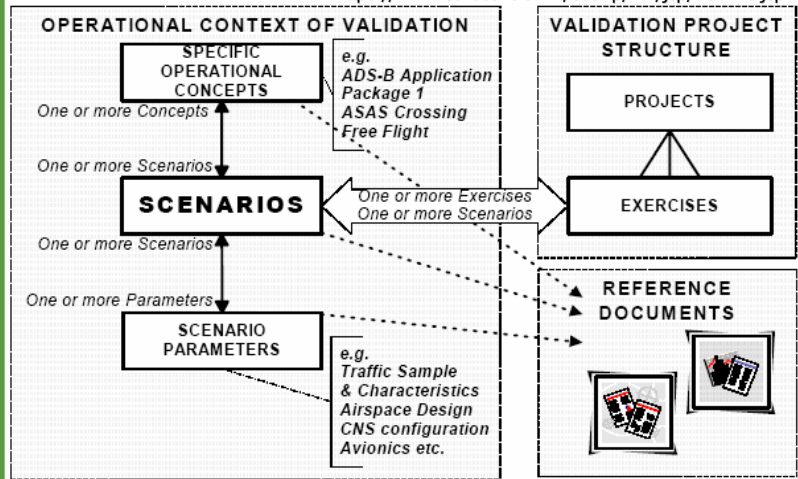 OPERATIONAL CONTEXT OF VALIDATION
SPECIFIC
OPERATIONAL
CONCEPTS
e.g.
ADS-B Application
Package 1
ASAS Crossing
Free Flight
One or more Concepts
One or more Scenarios
SCENARIOS
One or more Exercises
One or more Scenarios
One or more Scenarios
One or more Parameters
SCENARIO
PARAMETERS
e.g.
Traffic Sample
& Characteristics
Airspace Design
CNS configuration
Avionics etc.
VALIDATION PROJECT
STRUCTURE
PROJECTS
EXERCISES
REFERENCE
DOCUMENTS